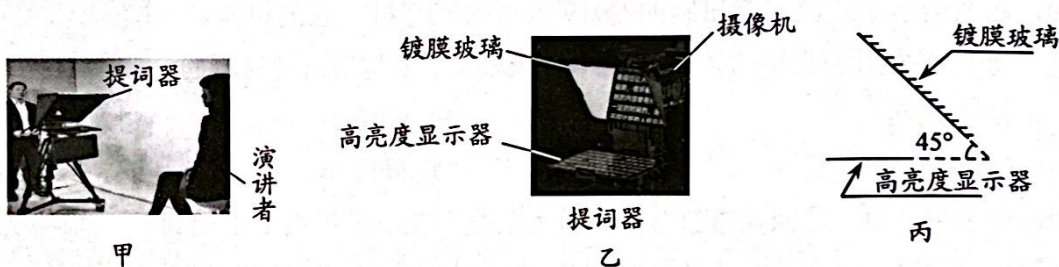 提词器
演讲者
甲
镀膜玻璃
摄像机
高亮度显示器
提词器
乙
镀膜玻璃
45°
高亮度显示器
丙